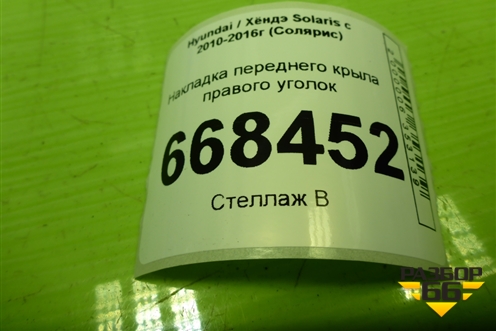 Hyundai / Хёндэ Solaris с
2010-2016г (Солярис)
Накладка переднего крыла
правого уголок
668452
Стеллаж В
РАЗБОР
66